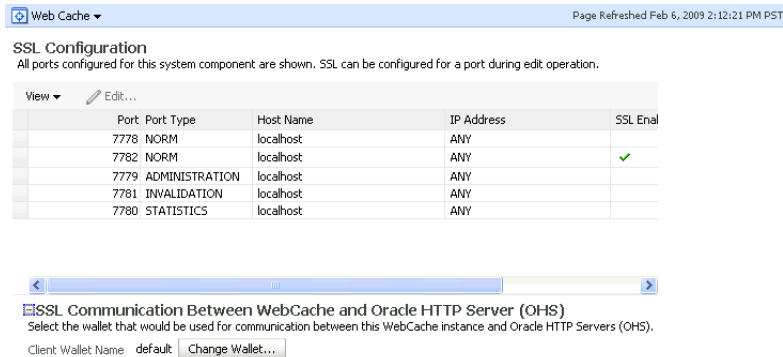 Web Cache Page Refreshed Feb 6, 2009 2:12:21 PM PST
SSL Configuration
All ports configured for this system component are shown. SSL can be configured for a port during edit operation.
View Edit...
Port Port Type Host Name IP Address SSL Enal
7778 NORM localhost ANY
7782 NORM localhost ANY
7779 ADMINISTRATION localhost ANY
7781 INVALIDATION localhost ANY
7780 STATISTICS localhost ANY
SSL Communication Between WebCache and Oracle HTTP Server (OHS)
Select the wallet that would be used for communication between this WebCache instance and Oracle HTTP Servers (OHS).
Client Wallet Name default Change Wallet...